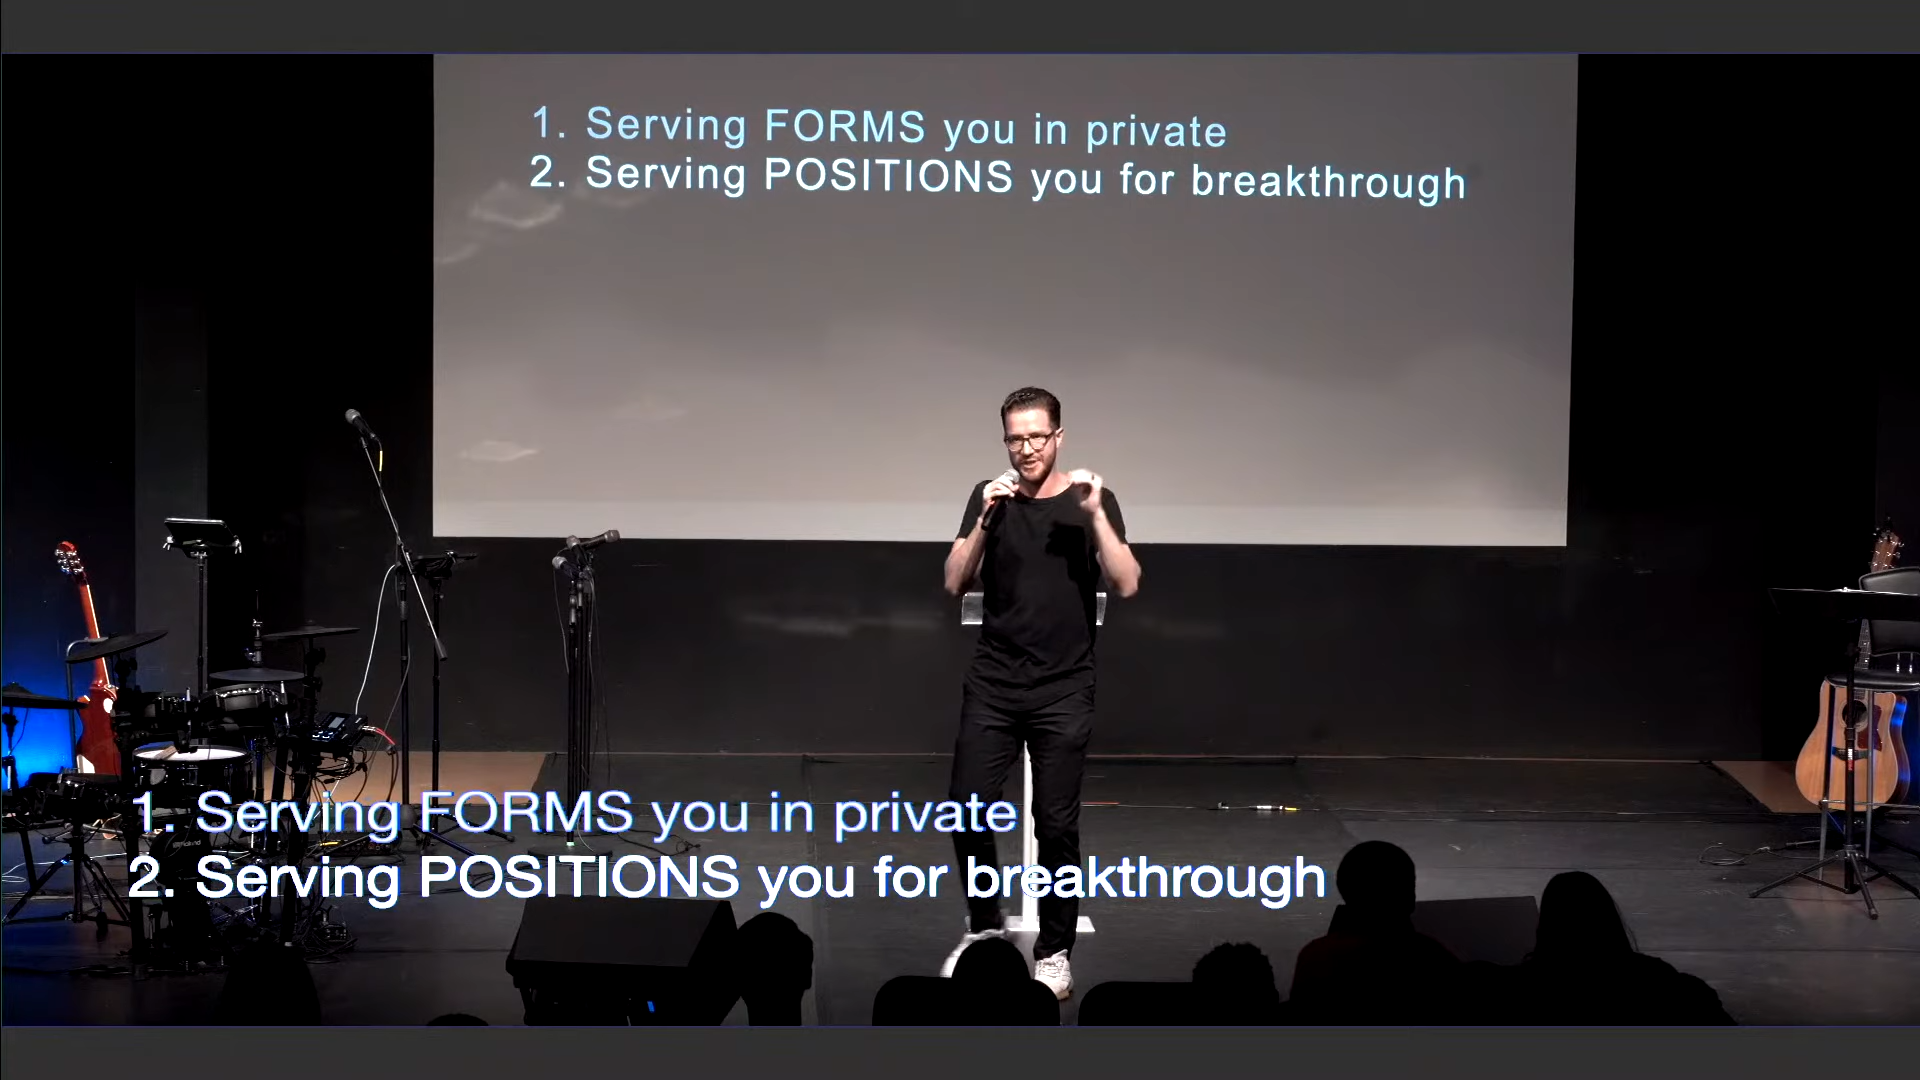 1. Serving FORMS you in private
2. Serving POSITIONS you for breakthrough
1. Serving FORMS you in private
2. Serving POSITIONS you for breakthrough